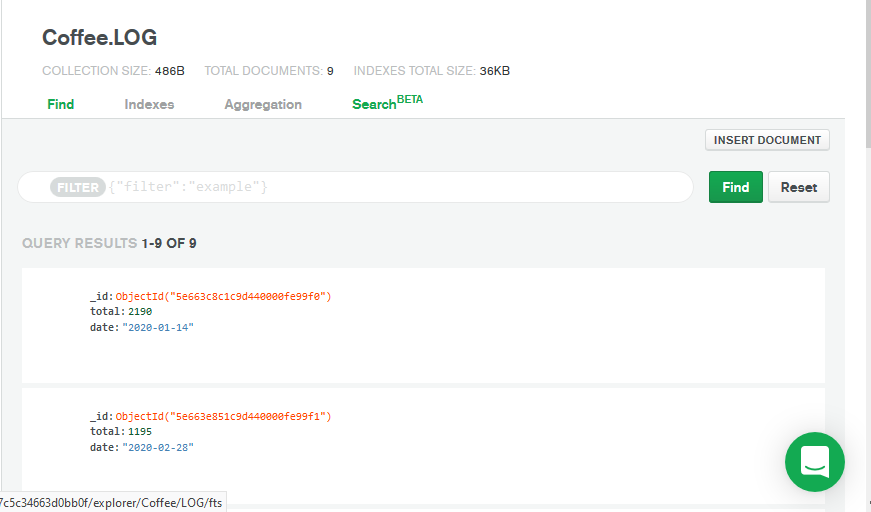 Coffee.LOG
COLLECTION SIZE: 486B TOTAL DOCUMENTS: 9 INDEXES TOTAL SIZE: 36KB
Find Indexes Aggregation SearchBETA
INSERT DOCUMENT
FILTER {"filter":"example"} Find Reset
QUERY RESULTS 1-9 OF 9
_id: ObjectId("5e663c8c1c9d440000fe99f0")
total: 2190
date: "2020-01-14"
_id: ObjectId("5e663e851c9d440000fe99f1")
total: 1195
date: "2020-02-28"
7c5c34663d0bb0f/explorer/Coffee/LOG/fts